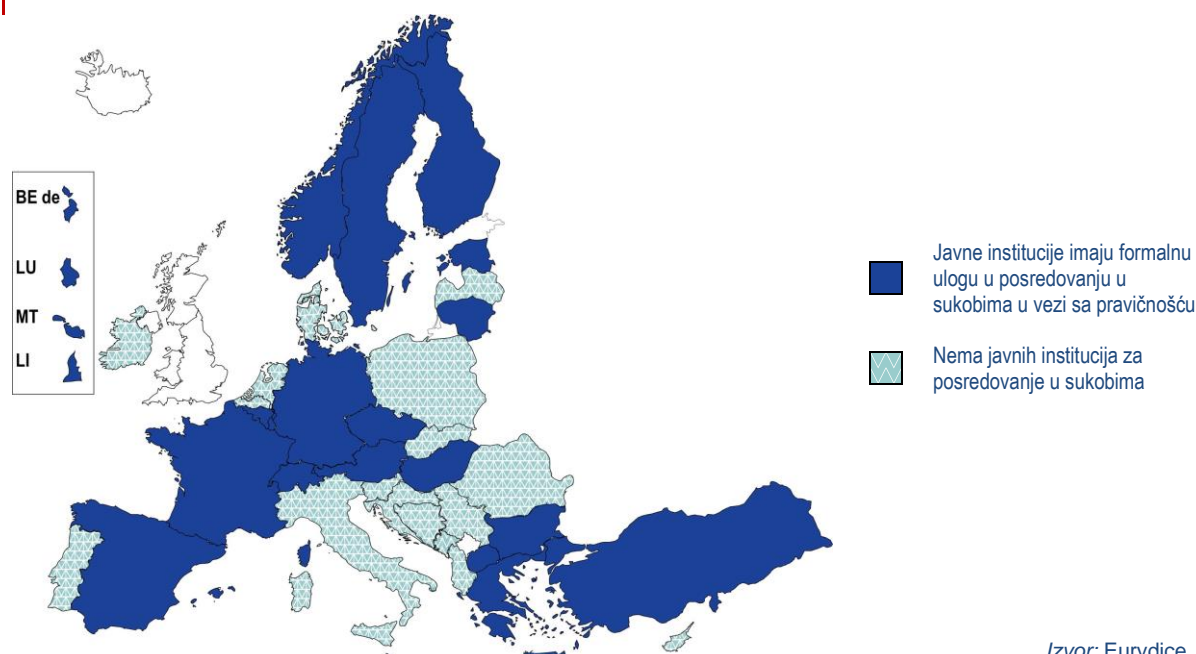 BE de
LU
MT
LI
Javne institucije imaju formalnu
ulogu u posredovanju u
sukobima u vezi sa pravičnošću
Nema javnih institucija za
posredovanje u sukobima
Izvor: Eurydice